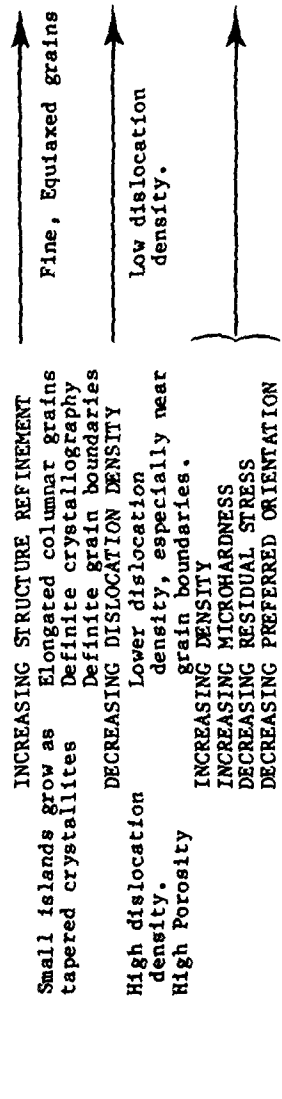 INCREASING STRUCTURE REFINEMENT
Small islands grow as Elongated columnar grains Fine, Equiaxed grains
tapered crystallites Definite crystallography
Definite grain boundaries
DECREASING DISLOCATION DENSITY
High dislocation Lower dislocation Low dislocation
density. density, especially near density.
High Porosity grain boundaries.
INCREASING DENSITY
INCREASING MICROHARDNESS
DECREASING RESIDUAL STRESS
DECREASING PREFERRED ORIENTATION